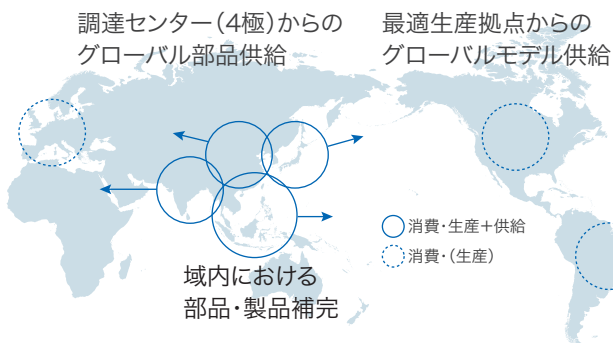 調達センター（4極）からの
グローバル部品供給
最適生産拠点からの
グローバルモデル供給
消費・生産＋供給
消費・（生産）
域内における
部品・製品補完